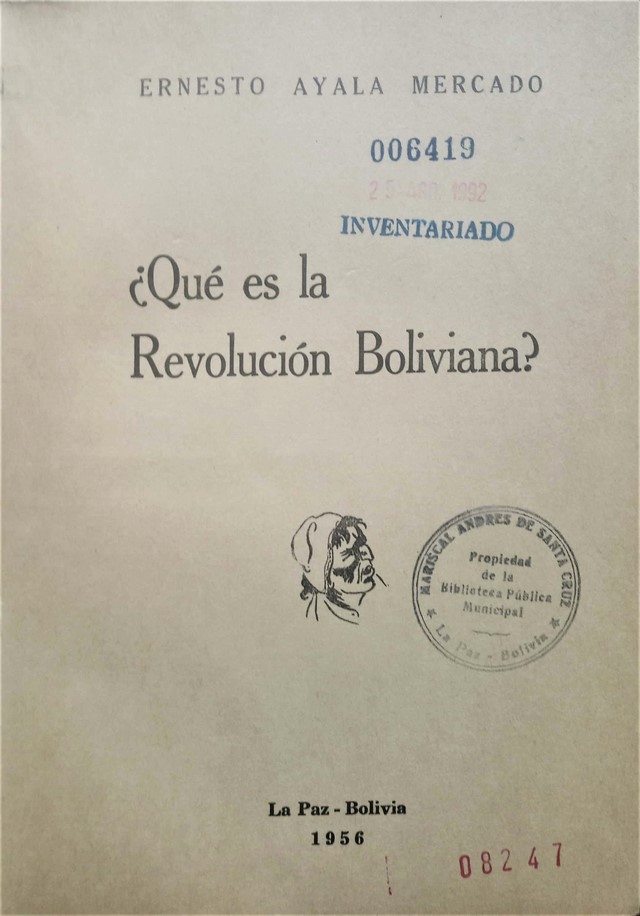 ERNESTO AYALA MERCADO
006419
25 ABR 1992
INVENTARIADO
¿Qué es la
Revolución Boliviana?
MARISCAL ANDRES DE SANTA CRUZ
Propiedad
de la
Biblioteca Pública
Municipal
La Paz - Bolivia
La Paz - Bolivia
1956
08247